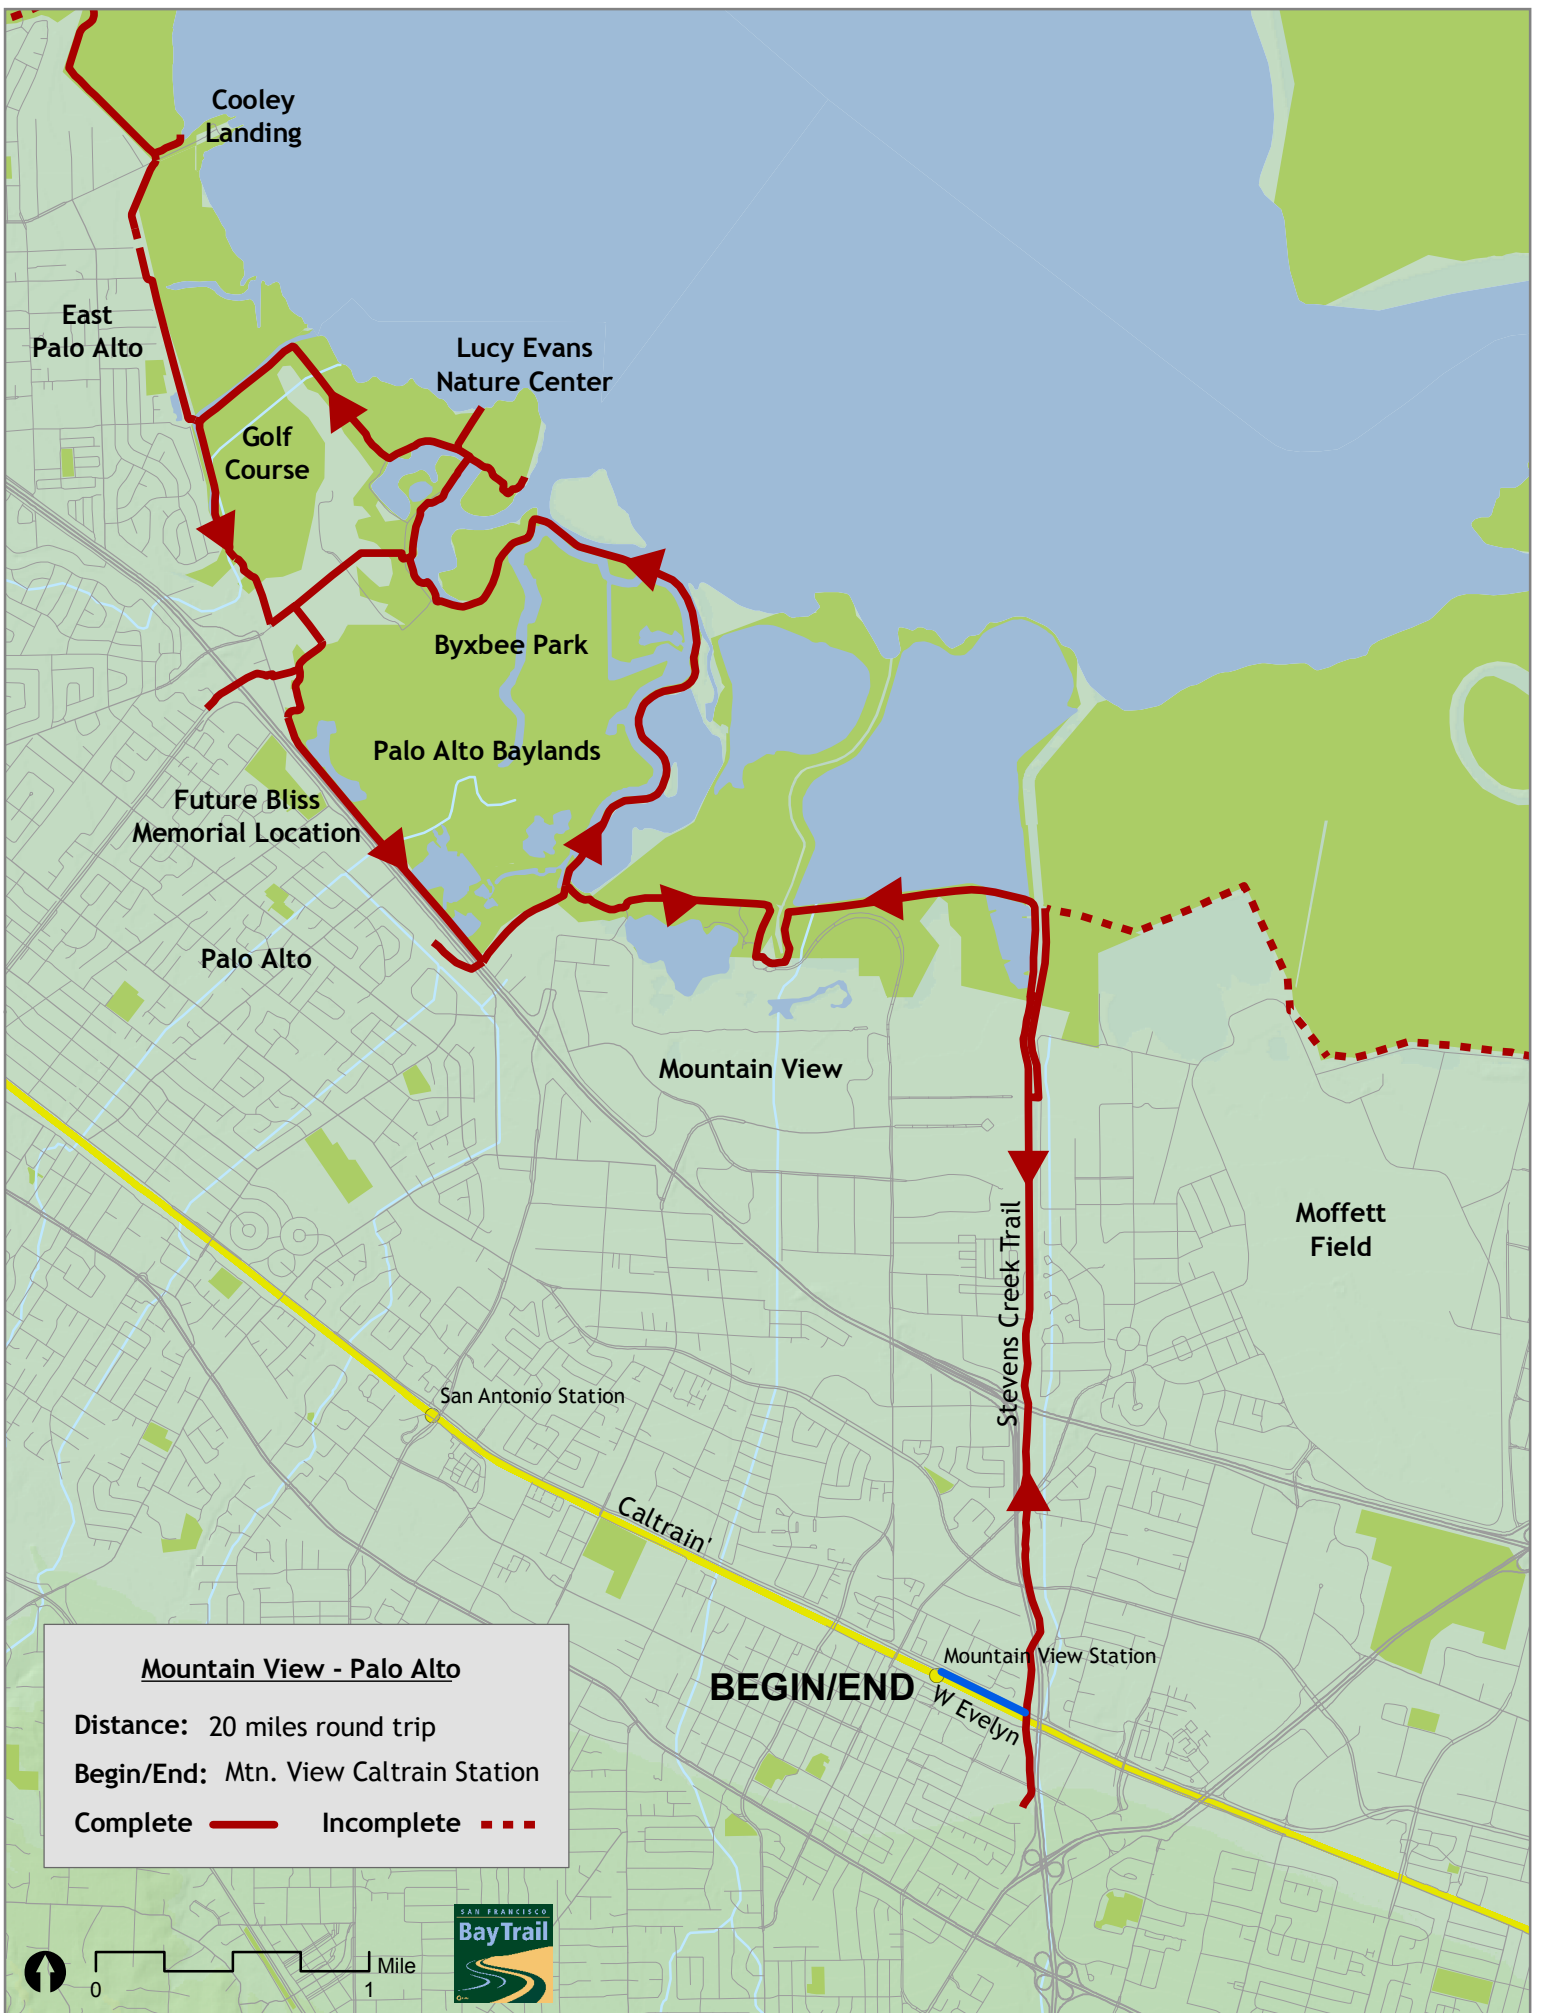 Cooley
Landing
East
Palo Alto
Lucy Evans
Nature Center
Golf
Course
Byxbee Park
Palo Alto Baylands
Future Bliss
Memorial Location
Palo Alto
Mountain View
Moffett
Field
Stevens Creek Trail
San Antonio Station
Caltrain'
Mountain View Station
BEGIN/END
W Evelyn
Mountain View - Palo Alto
Distance: 20 miles round trip
Begin/End: Mtn. View Caltrain Station
Complete Incomplete
SAN FRANCISCO
Bay Trail
Mile
0 1